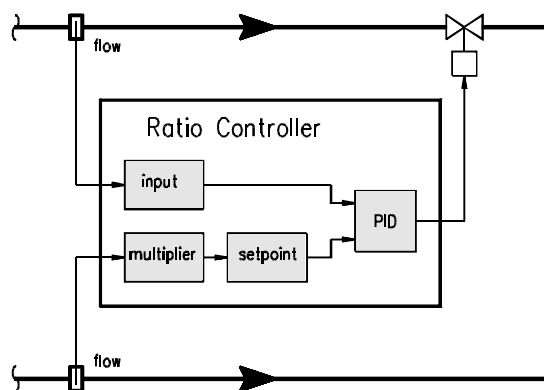 flow
Ratio Controller
input
PID
multiplier
setpoint
flow